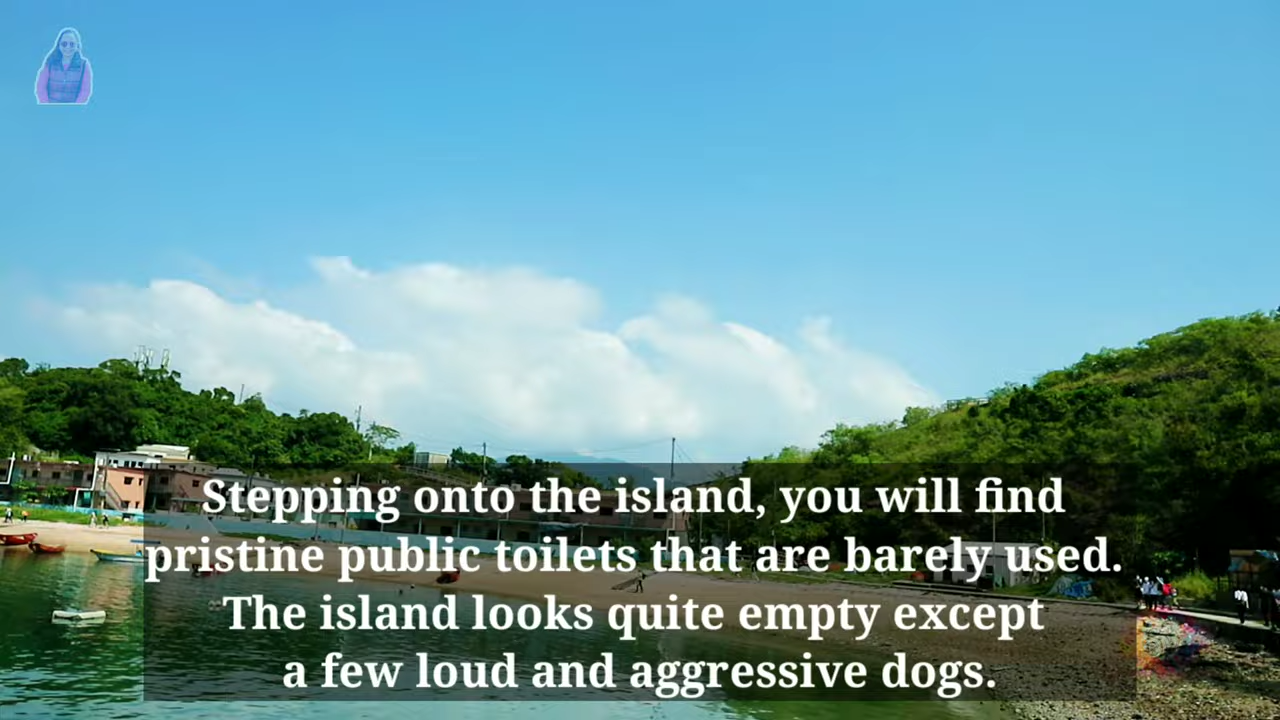 Stepping onto the island, you will find
pristine public toilets that are barely used.
The island looks quite empty except
a few loud and aggressive dogs.